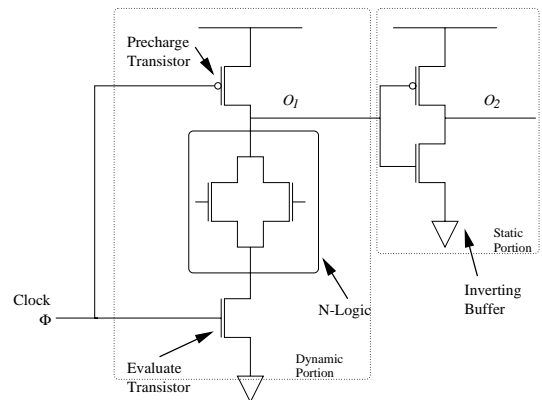 Precharge
Transistor
O1
O2
Static
Portion
Inverting
Buffer
N-Logic
Clock
Φ
Evaluate
Transistor
Dynamic
Portion